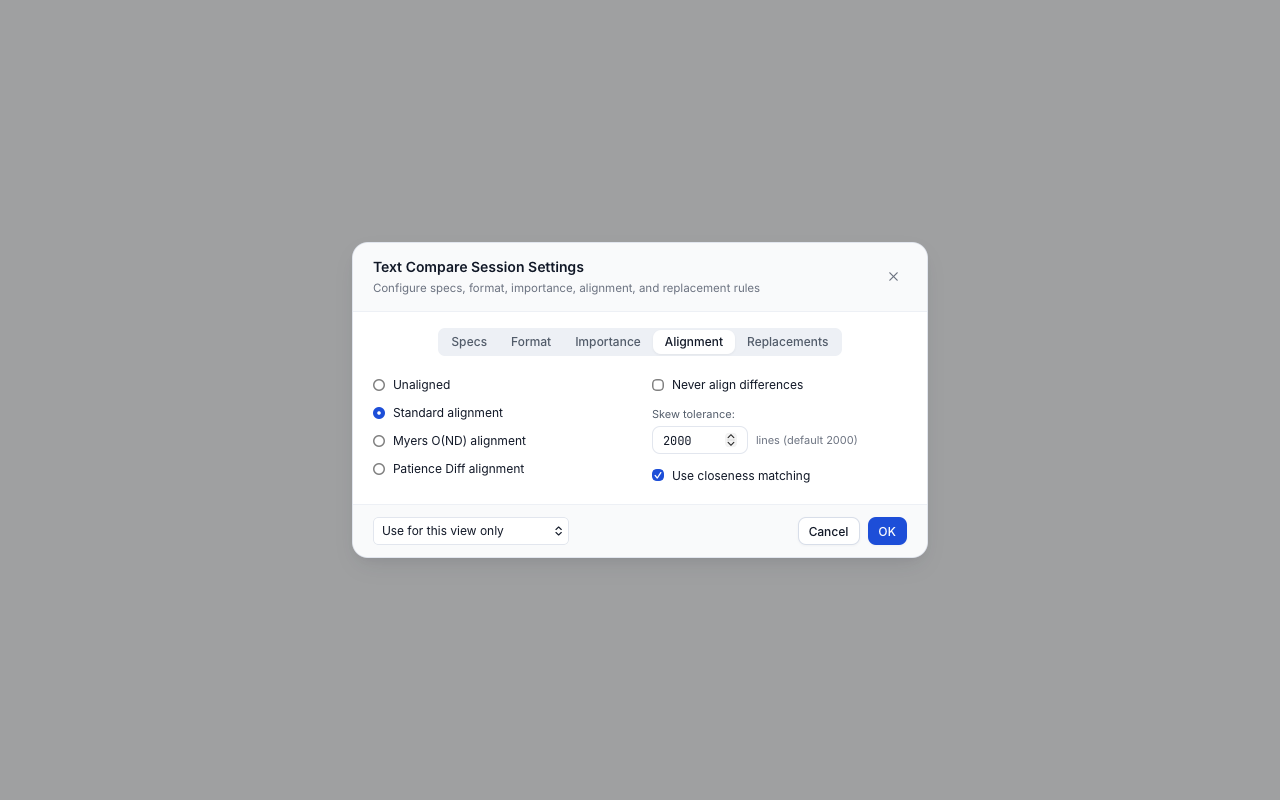 Text Compare Session Settings
Configure specs, format, importance, alignment, and replacement rules
Specs Format Importance Alignment Replacements
Unaligned
Standard alignment
Myers O(ND) alignment
Patience Diff alignment
Never align differences
Skew tolerance:
2000 lines (default 2000)
Use closeness matching
Use for this view only
Cancel OK